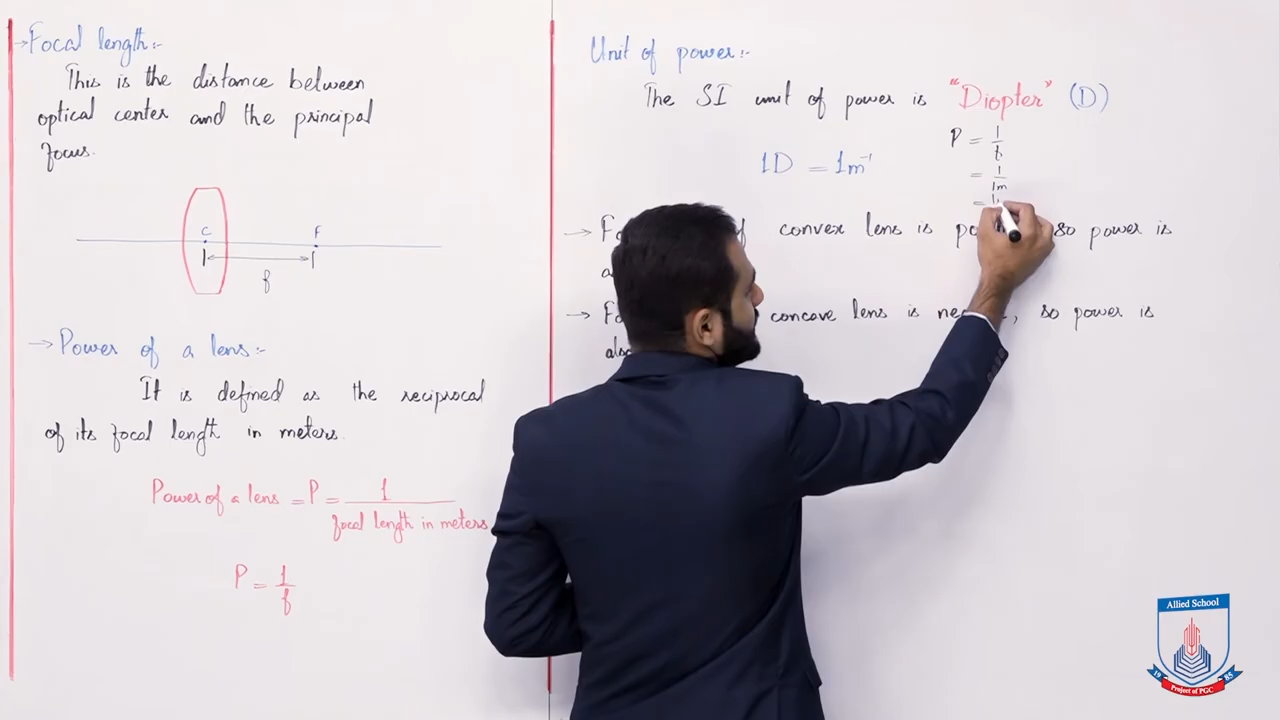 →Focal length:-
This is the distance between
optical center and the principal
focus.
C F
f
→ Power of a lens:-
It is defined as the reciprocal
of its focal length in meters.
Power of a lens = P = 1
focal length in meters
P = 1
f
Unit of power:-
The SI unit of power is "Diopter" (D)
1D = 1m⁻¹
P = 1
f
= 1
1m
=
→ convex lens is so power is
→ concave lens is so power is
Allied School
19 85
Project of PGC